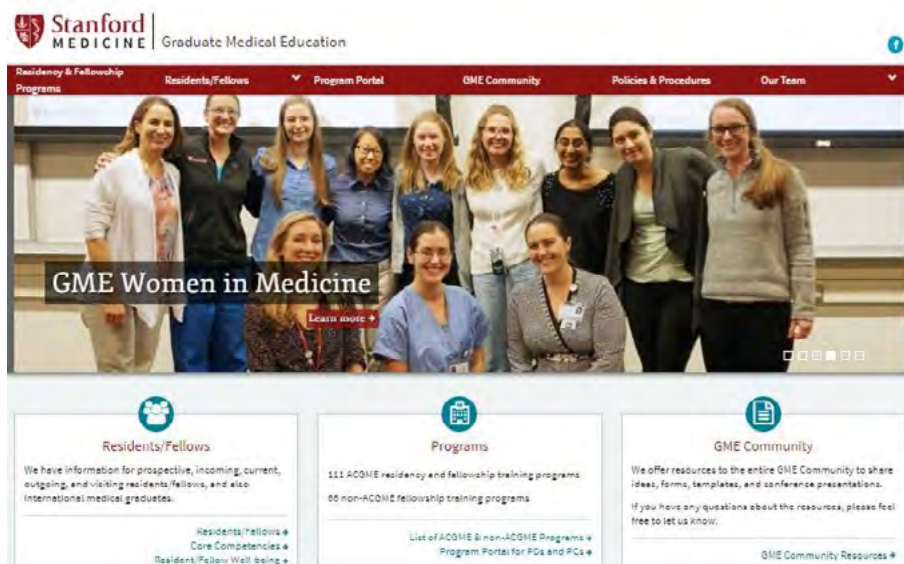 Stanford
MEDICINE
Graduate Medical Education
f
Residency & Fellowship
Programs
Residents/Fellows
Program Portal
GME Community
Policies & Procedures
Our Team
GME Women in Medicine
Learn more →
Residents/Fellows
We have information for prospective, incoming, current,
outgoing, and visiting residents/fellows, and also
international medical graduates.
Residents/Fellows →
Core Competencies →
Resident/Fellow Well being →
Programs
111 ACGME residency and fellowship training programs
66 non-ACGME fellowship training programs
List of ACGME & non-ACGME Programs →
Program Portal for PDs and PCs →
GME Community
We offer resources to the entire GME Community to share
ideas, forms, templates, and conference presentations.
If you have any questions about the resources, please feel
free to let us know.
GME Community Resources →